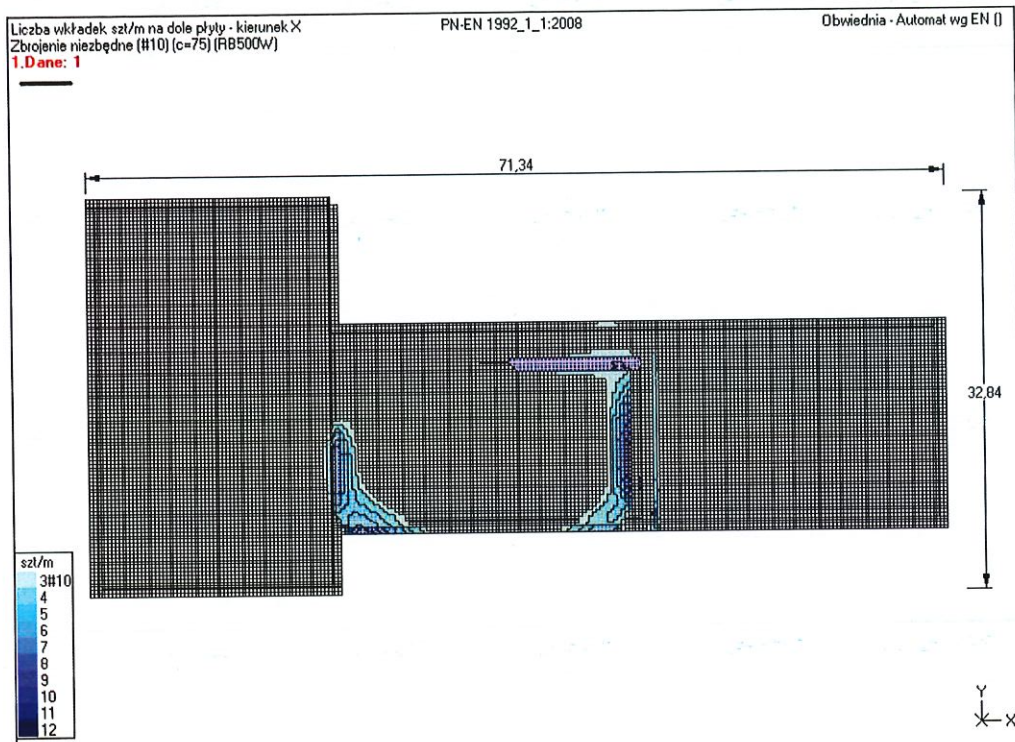 Liczba wkładek szt/m na dole płyty - kierunek X
PN-EN 1992_1_1:2008
Obwiednia - Automat wg EN ()
Zbrojenie niezbędne (#10) (c=75) (RB500W)
1.Dane: 1
71,34
32,84
szt/m
3#10
4
5
6
7
8
9
10
11
12
Y
X